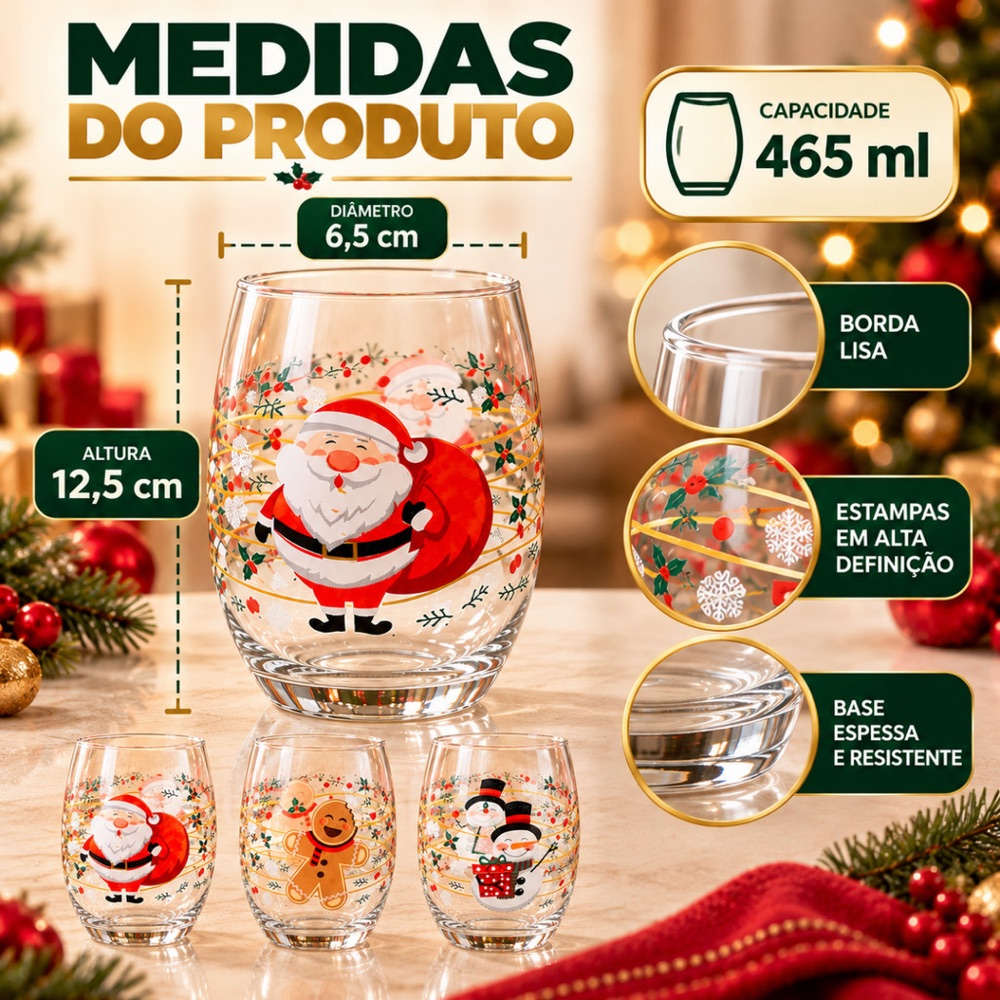 MEDIDAS
DO PRODUTO
DIÂMETRO
6,5 cm
ALTURA
12,5 cm
CAPACIDADE
465 ml
BORDA
LISA
ESTAMPAS
EM ALTA
DEFINIÇÃO
BASE
ESPESSA
E RESISTENTE